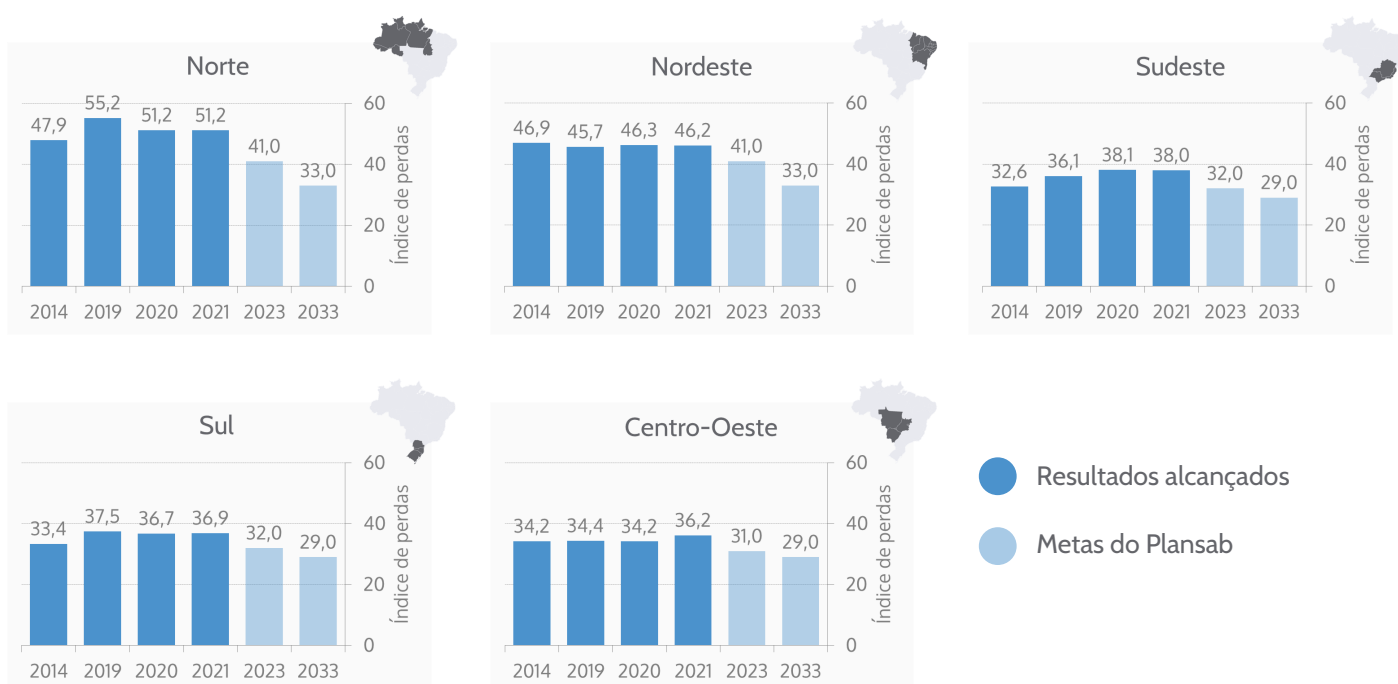 Norte
60
40
20
0
Índice de perdas
47,9 55,2 51,2 51,2 41,0 33,0
2014 2019 2020 2021 2023 2033
Nordeste
60
40
20
0
Índice de perdas
46,9 45,7 46,3 46,2 41,0 33,0
2014 2019 2020 2021 2023 2033
Sudeste
60
40
20
0
Índice de perdas
32,6 36,1 38,1 38,0 32,0 29,0
2014 2019 2020 2021 2023 2033
Sul
60
40
20
0
Índice de perdas
33,4 37,5 36,7 36,9 32,0 29,0
2014 2019 2020 2021 2023 2033
Centro-Oeste
60
40
20
0
Índice de perdas
34,2 34,4 34,2 36,2 31,0 29,0
2014 2019 2020 2021 2023 2033
Resultados alcançados
Metas do Plansab